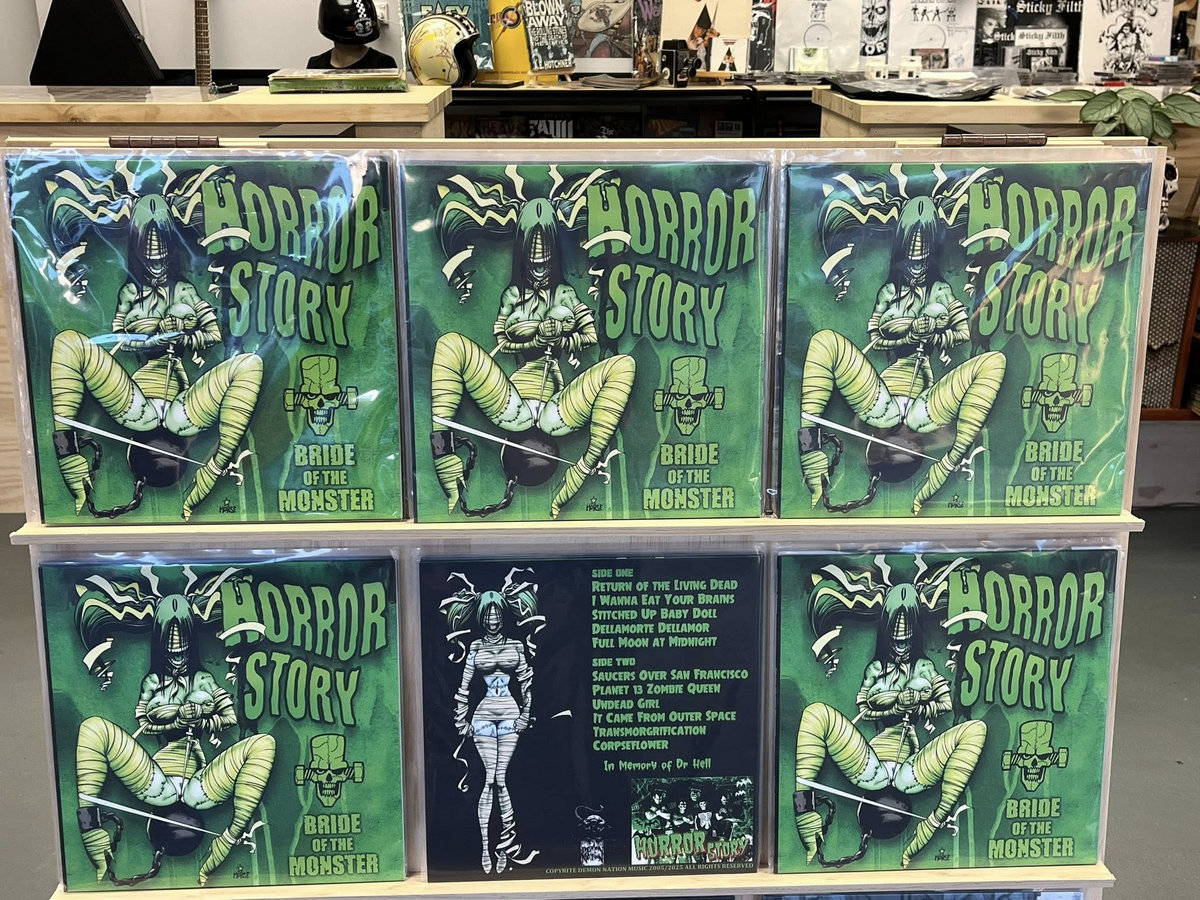 BLOWN
AWAY
A.E. HOTCHNER
NOTORIOUS
Sticky Filth
Sticky Filth
HORROR
STORY
BRIDE
OF THE
MONSTER
HORROR
STORY
BRIDE
OF THE
MONSTER
HORROR
STORY
BRIDE
OF THE
MONSTER
HORROR
STORY
BRIDE
OF THE
MONSTER
SIDE ONE
RETURN OF THE LIVING DEAD
I WANNA EAT YOUR BRAINS
STITCHED UP BABY DOLL
DELLAMORTE DELLAMOR
FULL MOON AT MIDNIGHT
SIDE TWO
SAUCERS OVER SAN FRANCISCO
PLANET 13 ZOMBIE QUEEN
UNDEAD GIRL
IT CAME FROM OUTER SPACE
TRANSMORGRIFICATION
CORPSEFLOWER
In Memory of Dr Hell
HORROR STORY
COPYRITE DEMON NATION MUSIC 2005/2025 ALL RIGHTS RESERVED
HORROR
STORY
BRIDE
OF THE
MONSTER